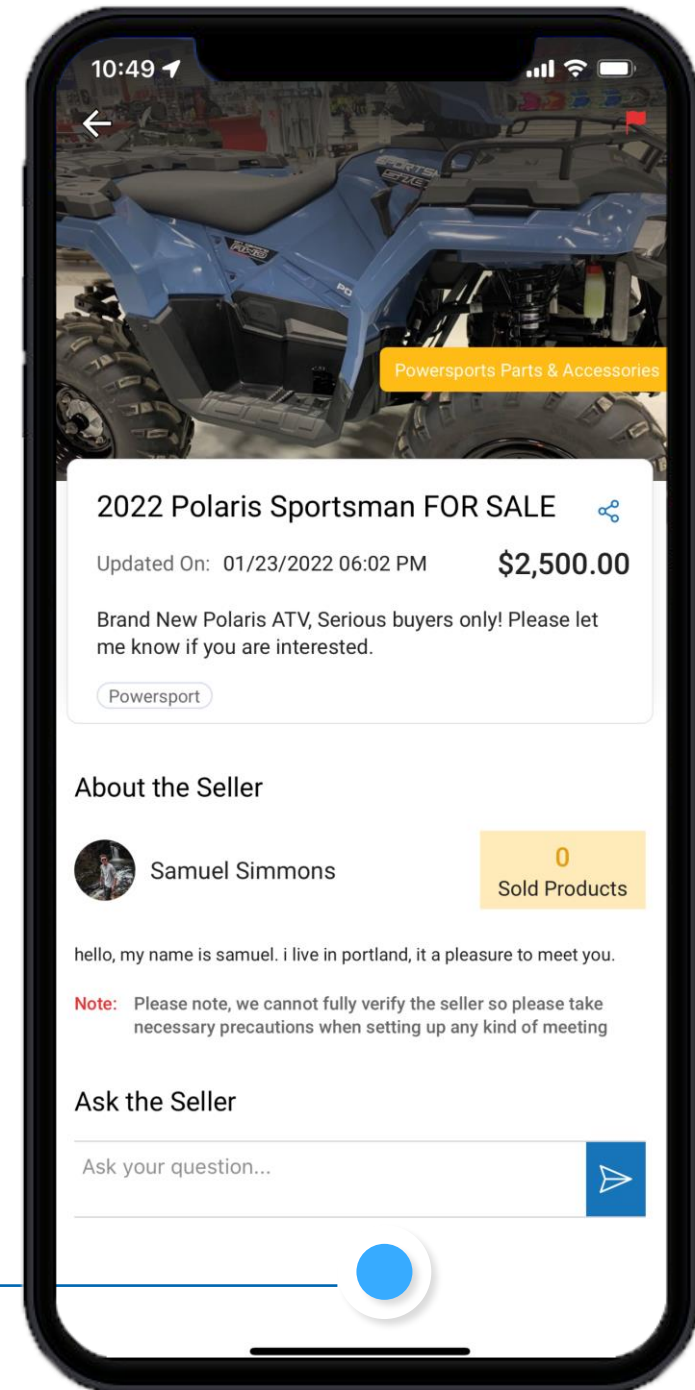 10:49
SPORTSMAN
Powersports Parts & Accessories
2022 Polaris Sportsman FOR SALE
Updated On: 01/23/2022 06:02 PM
$2,500.00
Brand New Polaris ATV, Serious buyers only! Please let
me know if you are interested.
Powersport
About the Seller
Samuel Simmons
0
Sold Products
hello, my name is samuel. i live in portland, it a pleasure to meet you.
Note: Please note, we cannot fully verify the seller so please take
necessary precautions when setting up any kind of meeting
Ask the Seller
Ask your question...